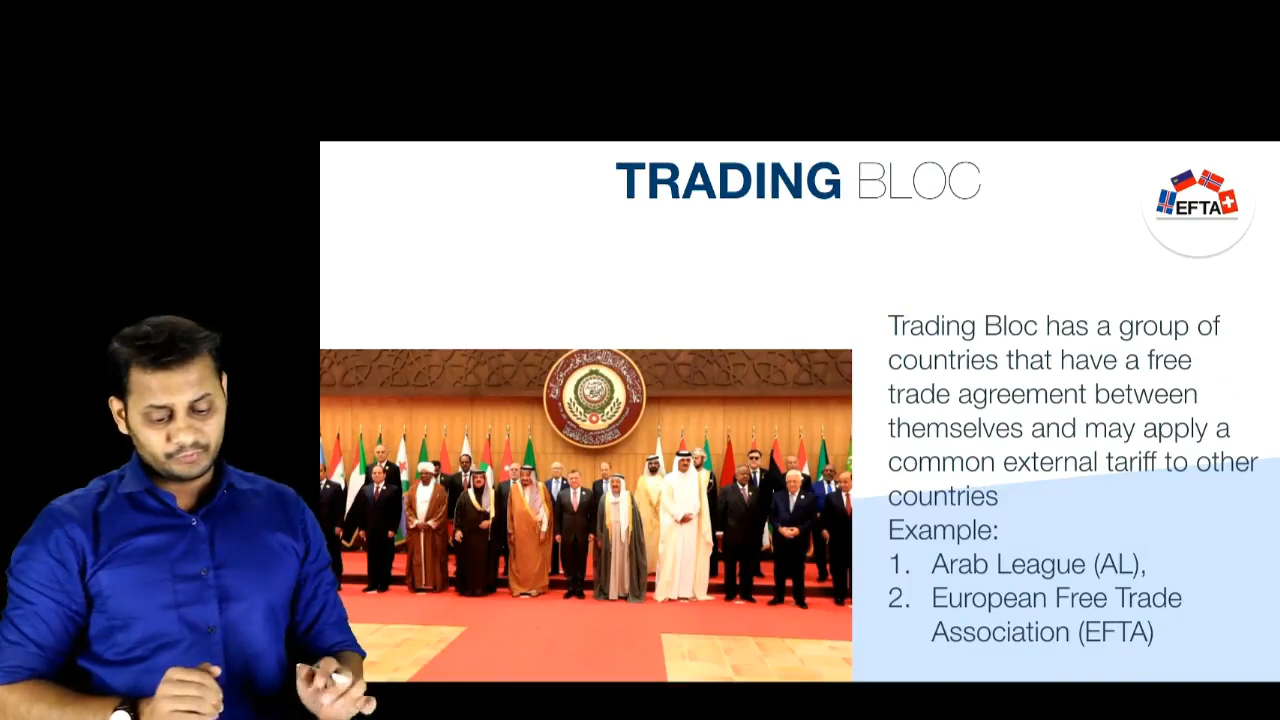 TRADING BLOC
EFTA
Trading Bloc has a group of
countries that have a free
trade agreement between
themselves and may apply a
common external tariff to other
countries
Example:
1. Arab League (AL),
2. European Free Trade
Association (EFTA)